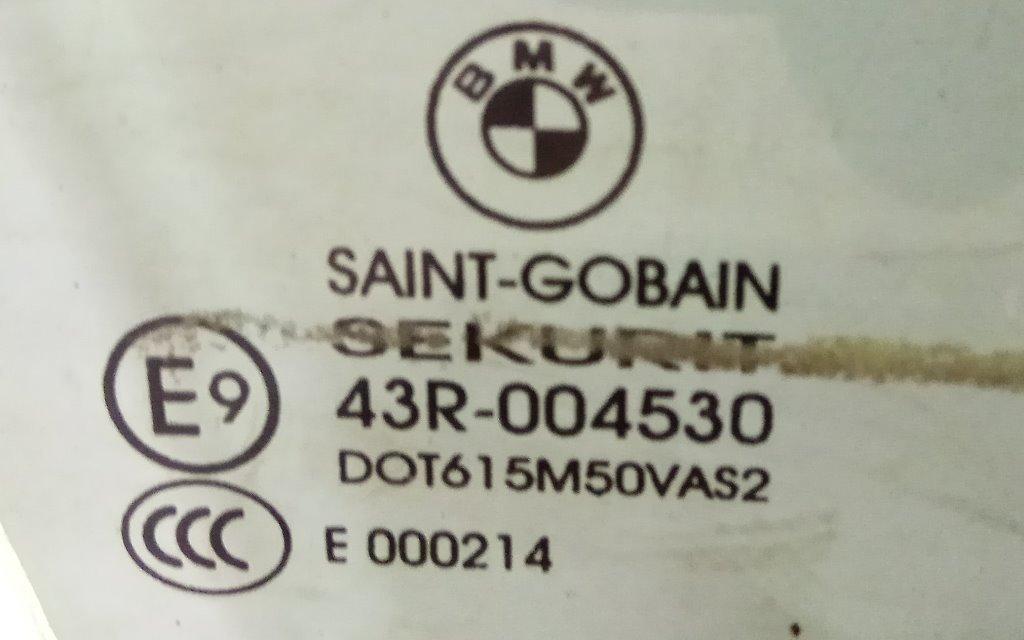 BMW
SAINT-GOBAIN
SEKURIT
E9
43R-004530
DOT615M50VAS2
CCC
E 000214